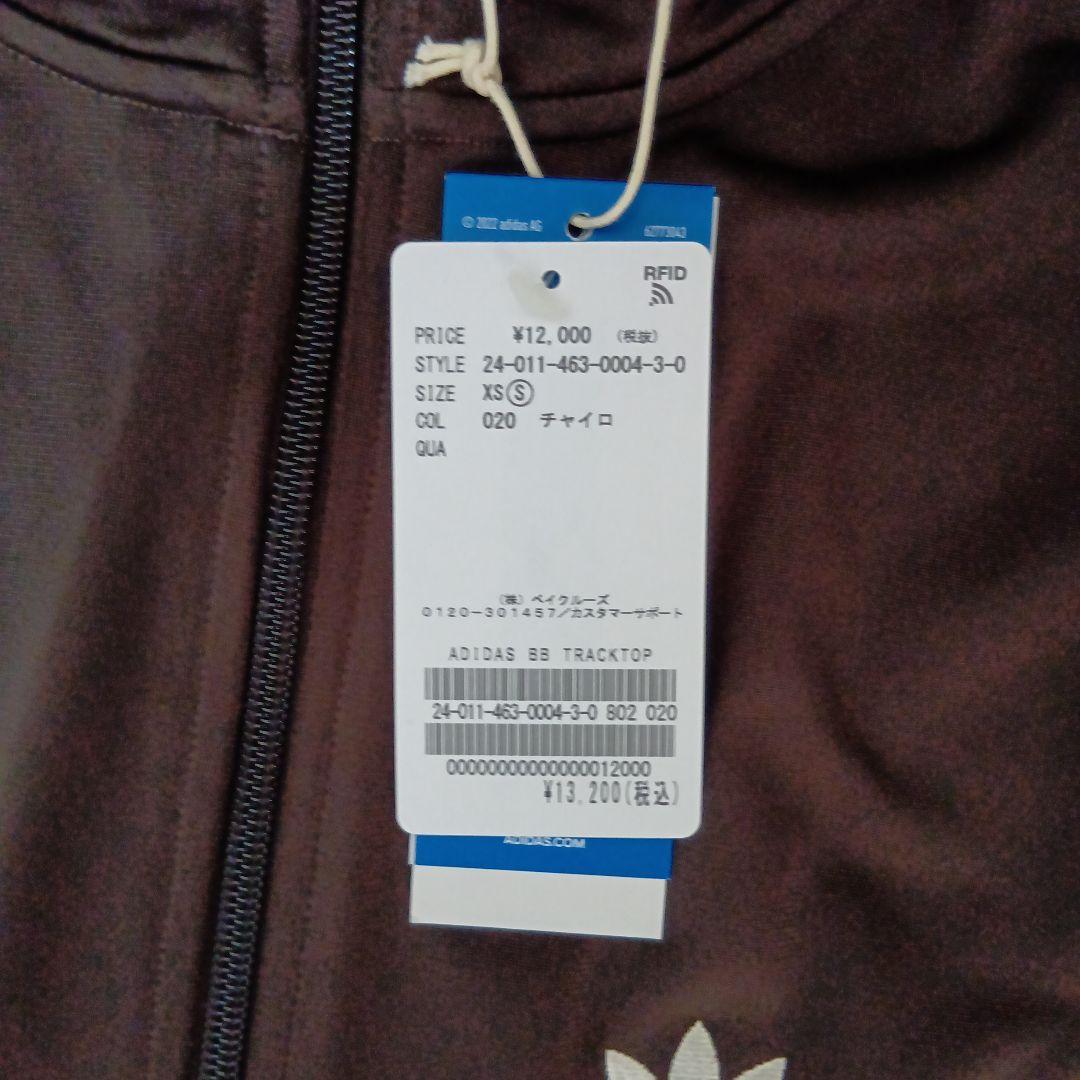 © 2022 adidas AG
62773043
RFID
PRICE ¥12,000 (税抜)
STYLE 24-011-463-0004-3-0
SIZE XS Ⓢ
COL 020 チャイロ
QUA
(株) ベイクルーズ
0120-301457/カスタマーサポート
ADIDAS BB TRACKTOP
24-011-463-0004-3-0 802 020
00000000000000012000
¥13,200(税込)
ADIDAS.COM